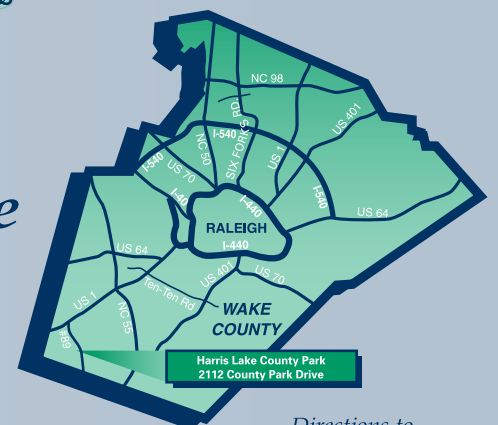 NC 98
US 401
SIX FORKS RD.
I-540
NC 50
US 1
I-540
US 70
I-40
I-540
I-440
US 64
RALEIGH
I-440
US 64
US 401
US 70
Ten-Ten Rd
US 1
NC 55
WAKE
COUNTY
#89
Harris Lake County Park
2112 County Park Drive
e
Directions to